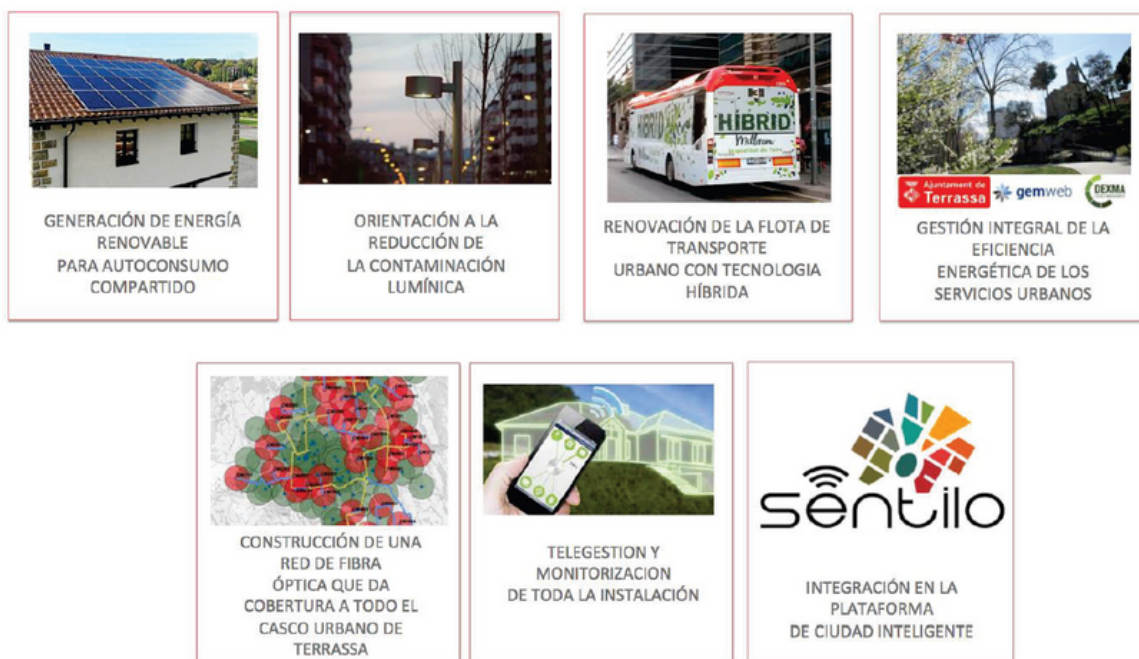 GENERACIÓN DE ENERGÍA
RENOVABLE
PARA AUTOCONSUMO
COMPARTIDO
ORIENTACIÓN A LA
REDUCCIÓN DE
LA CONTAMINACIÓN
LUMÍNICA
HÍBRID
HÍBRID
RENOVACIÓN DE LA FLOTA DE
TRANSPORTE
URBANO CON TECNOLOGIA
HÍBRIDA
Ajuntament de
Terrassa
gemweb
DEXMA
GESTIÓN INTEGRAL DE LA
EFICIENCIA
ENERGÉTICA DE LOS
SERVICIOS URBANOS
CONSTRUCCIÓN DE UNA
RED DE FIBRA
ÓPTICA QUE DA
COBERTURA A TODO EL
CASCO URBANO DE
TERRASSA
TELEGESTION Y
MONITORIZACION
DE TODA LA INSTALACIÓN
sentilo
INTEGRACIÓN EN LA
PLATAFORMA
DE CIUDAD INTELIGENTE